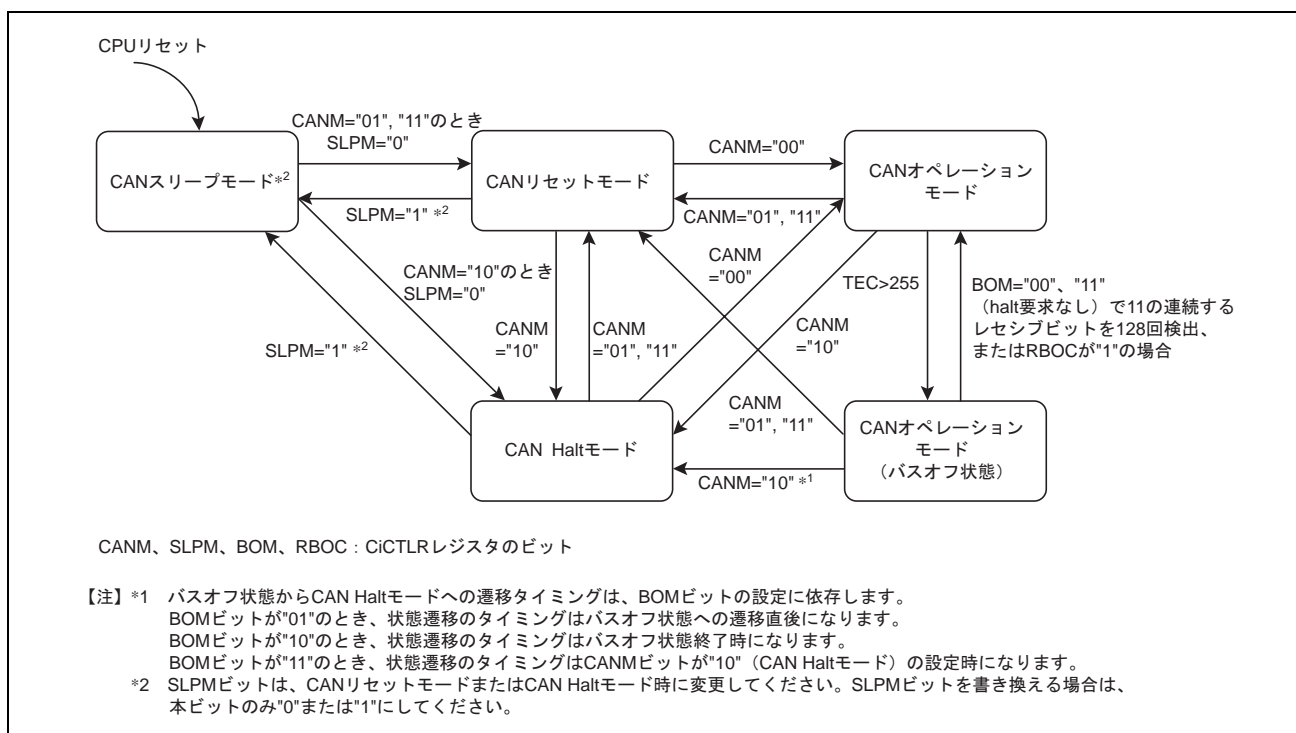 CPUリセット
CANM="01", "11"のとき
SLPM="0"
CANM="00"
CANスリープモード*2
CANリセットモード
CANオペレーション
モード
SLPM="1" *2
CANM="01", "11"
CANM="10"のとき
SLPM="0"
CANM
="00"
TEC>255
BOM="00"、"11"
（halt要求なし）で11の連続する
レセシブビットを128回検出、
またはRBOCが"1"の場合
SLPM="1" *2
CANM
="10"
CANM
="01", "11"
CANM
="10"
CANM
="01", "11"
CAN Haltモード
CANM="10" *1
CANオペレーション
モード
（バスオフ状態）
CANM、SLPM、BOM、RBOC：CiCTLRレジスタのビット
【注】*1 バスオフ状態からCAN Haltモードへの遷移タイミングは、BOMビットの設定に依存します。
BOMビットが"01"のとき、状態遷移のタイミングはバスオフ状態への遷移直後になります。
BOMビットが"10"のとき、状態遷移のタイミングはバスオフ状態終了時になります。
BOMビットが"11"のとき、状態遷移のタイミングはCANMビットが"10"（CAN Haltモード）の設定時になります。
*2 SLPMビットは、CANリセットモードまたはCAN Haltモード時に変更してください。SLPMビットを書き換える場合は、
本ビットのみ"0"または"1"にしてください。